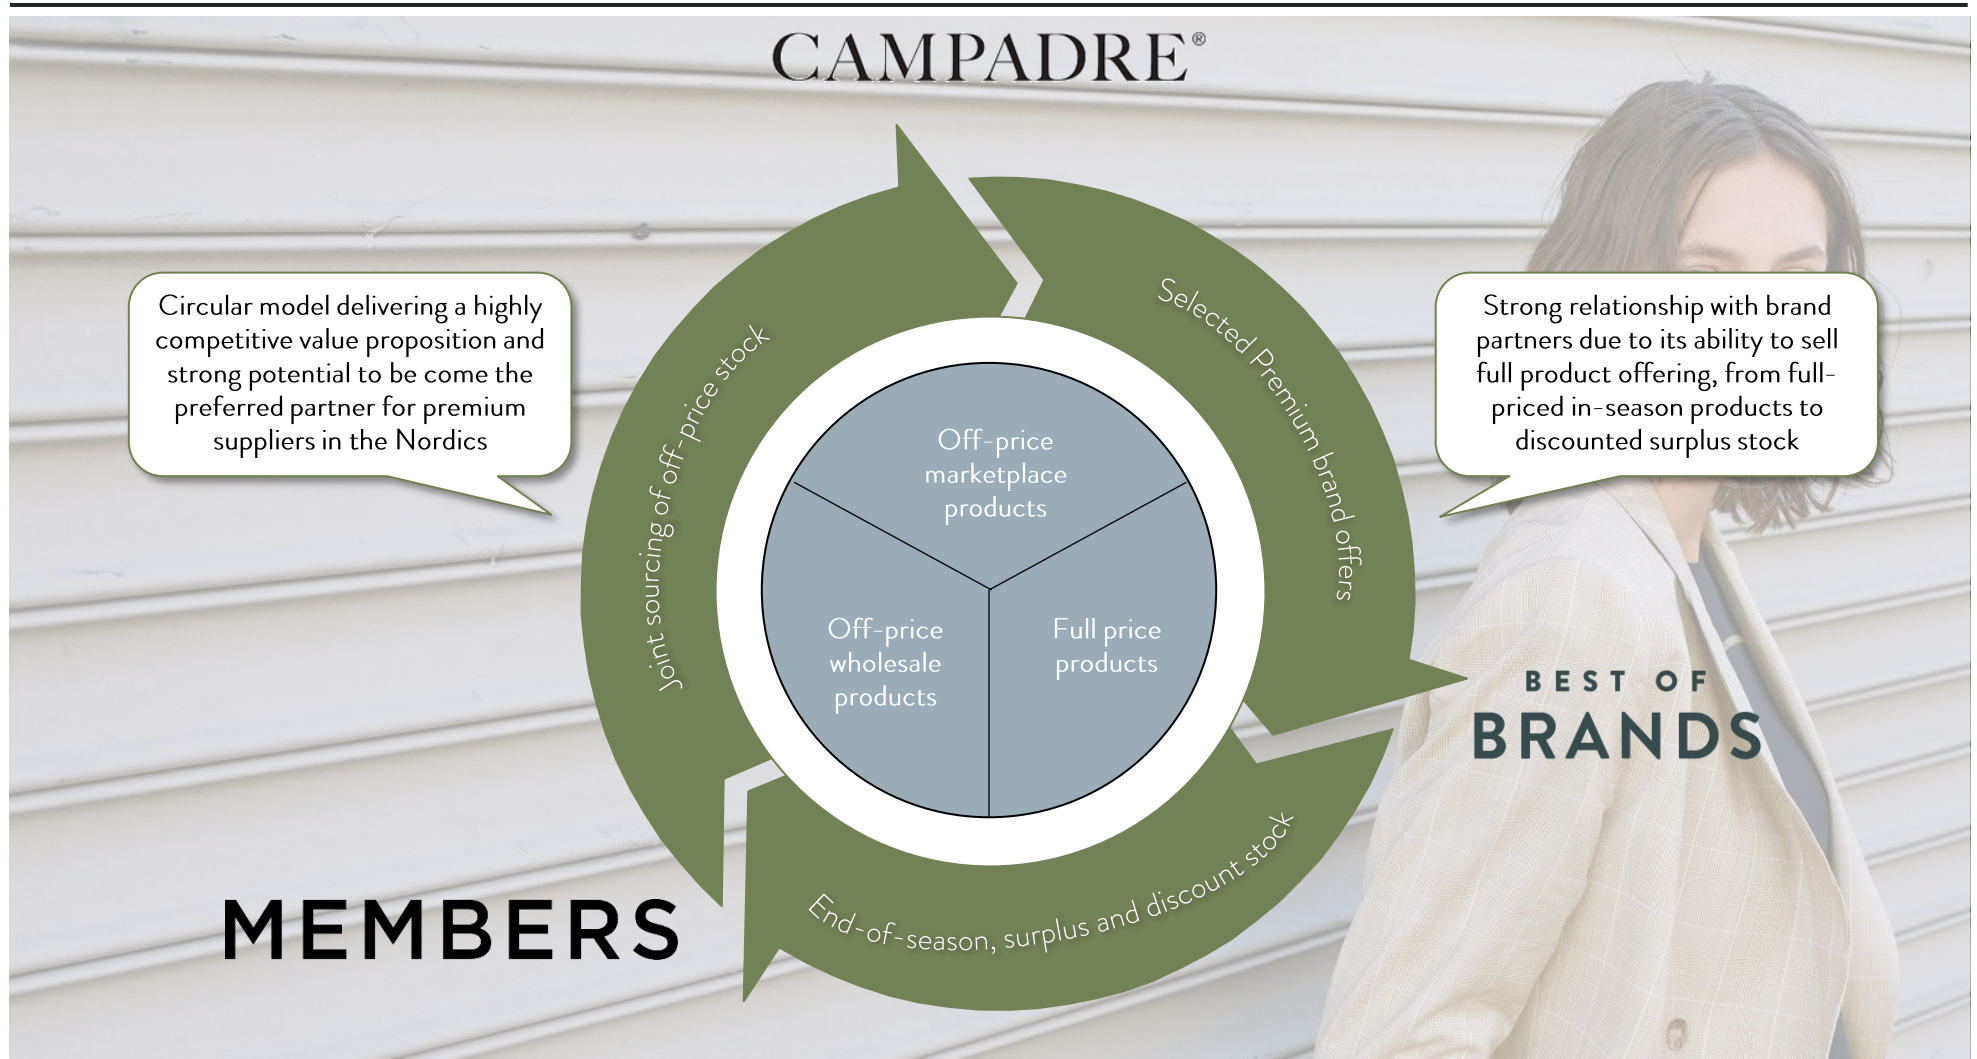 CAMPADRE®
Circular model delivering a highly
competitive value proposition and
strong potential to be come the
preferred partner for premium
suppliers in the Nordics
Joint sourcing of off-price stock
Selected Premium brand offers
Strong relationship with brand
partners due to its ability to sell
full product offering, from full-
priced in-season products to
discounted surplus stock
Off-price
marketplace
products
Off-price
wholesale
products
Full price
products
BEST OF
BRANDS
MEMBERS
End-of-season, surplus and discount stock